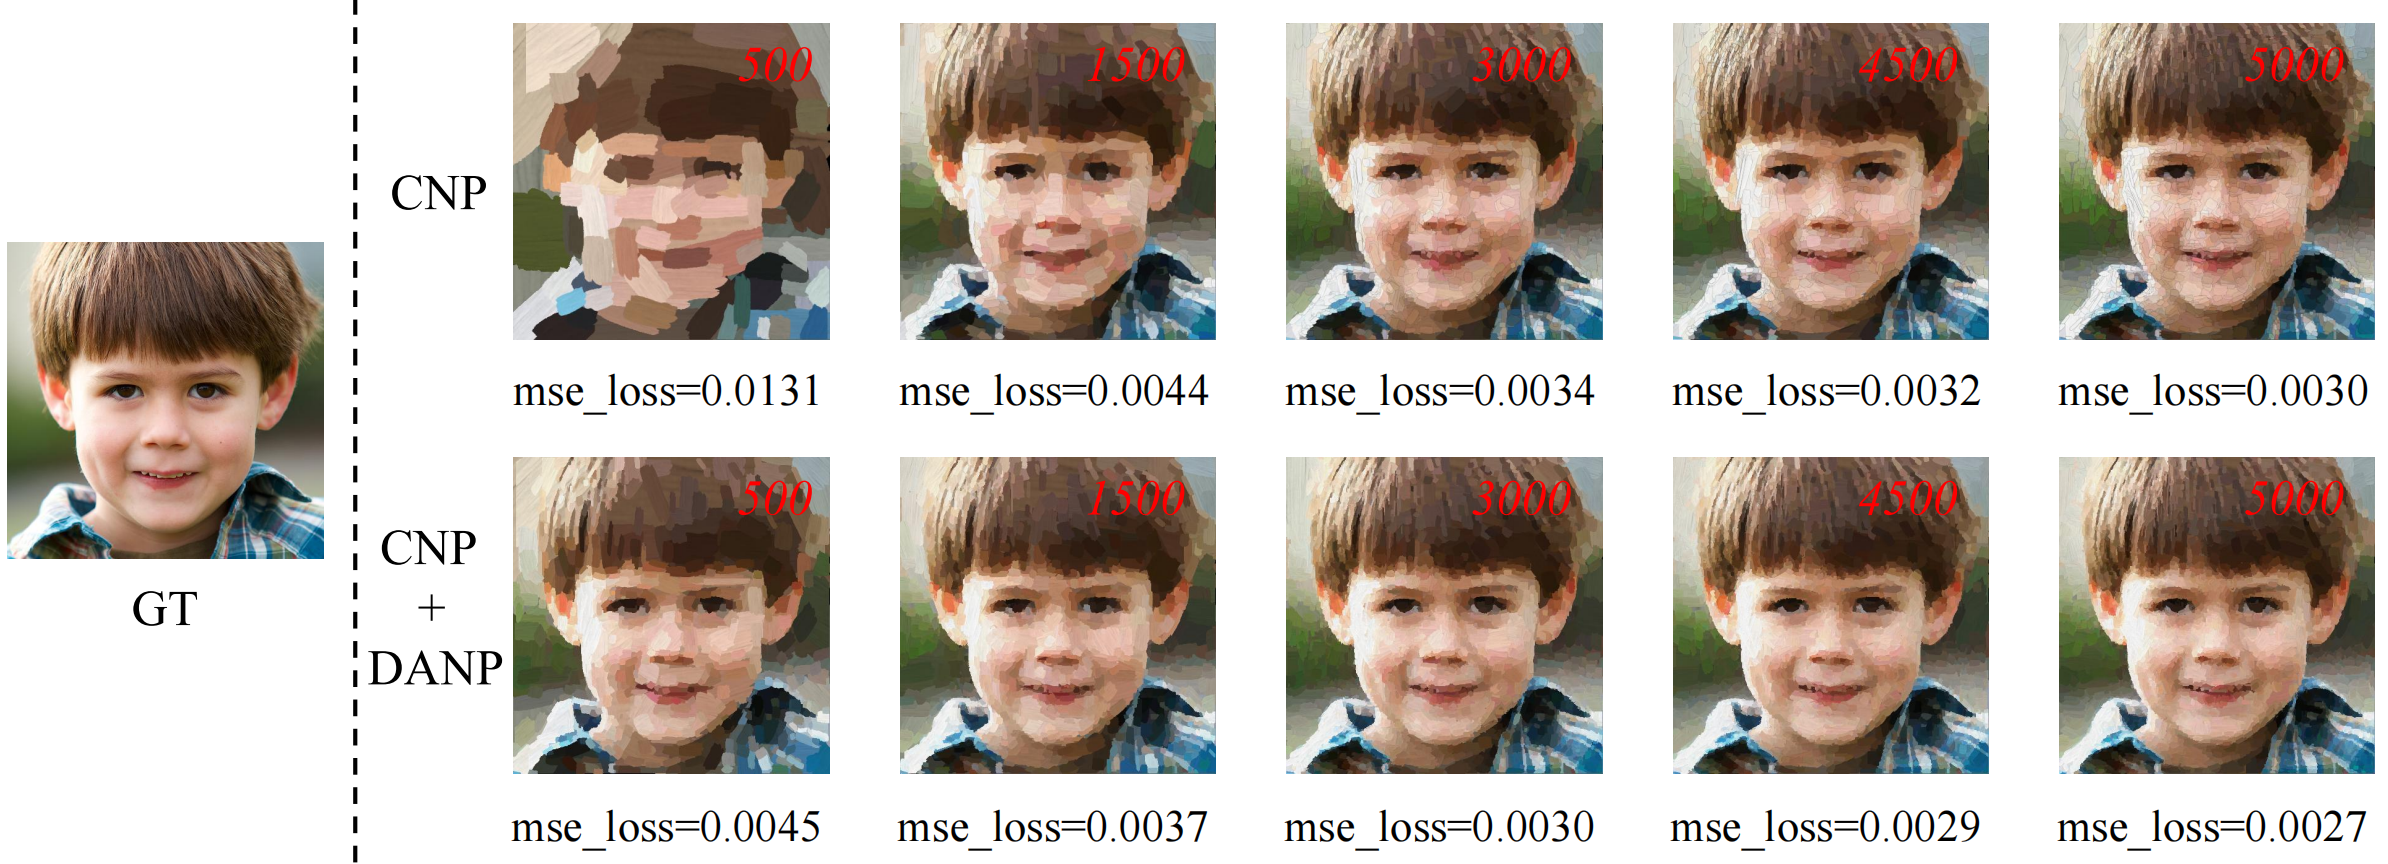 GT
CNP
500
1500
3000
4500
5000
mse_loss=0.0131
mse_loss=0.0044
mse_loss=0.0034
mse_loss=0.0032
mse_loss=0.0030
CNP
+
DANP
500
1500
3000
4500
5000
mse_loss=0.0045
mse_loss=0.0037
mse_loss=0.0030
mse_loss=0.0029
mse_loss=0.0027